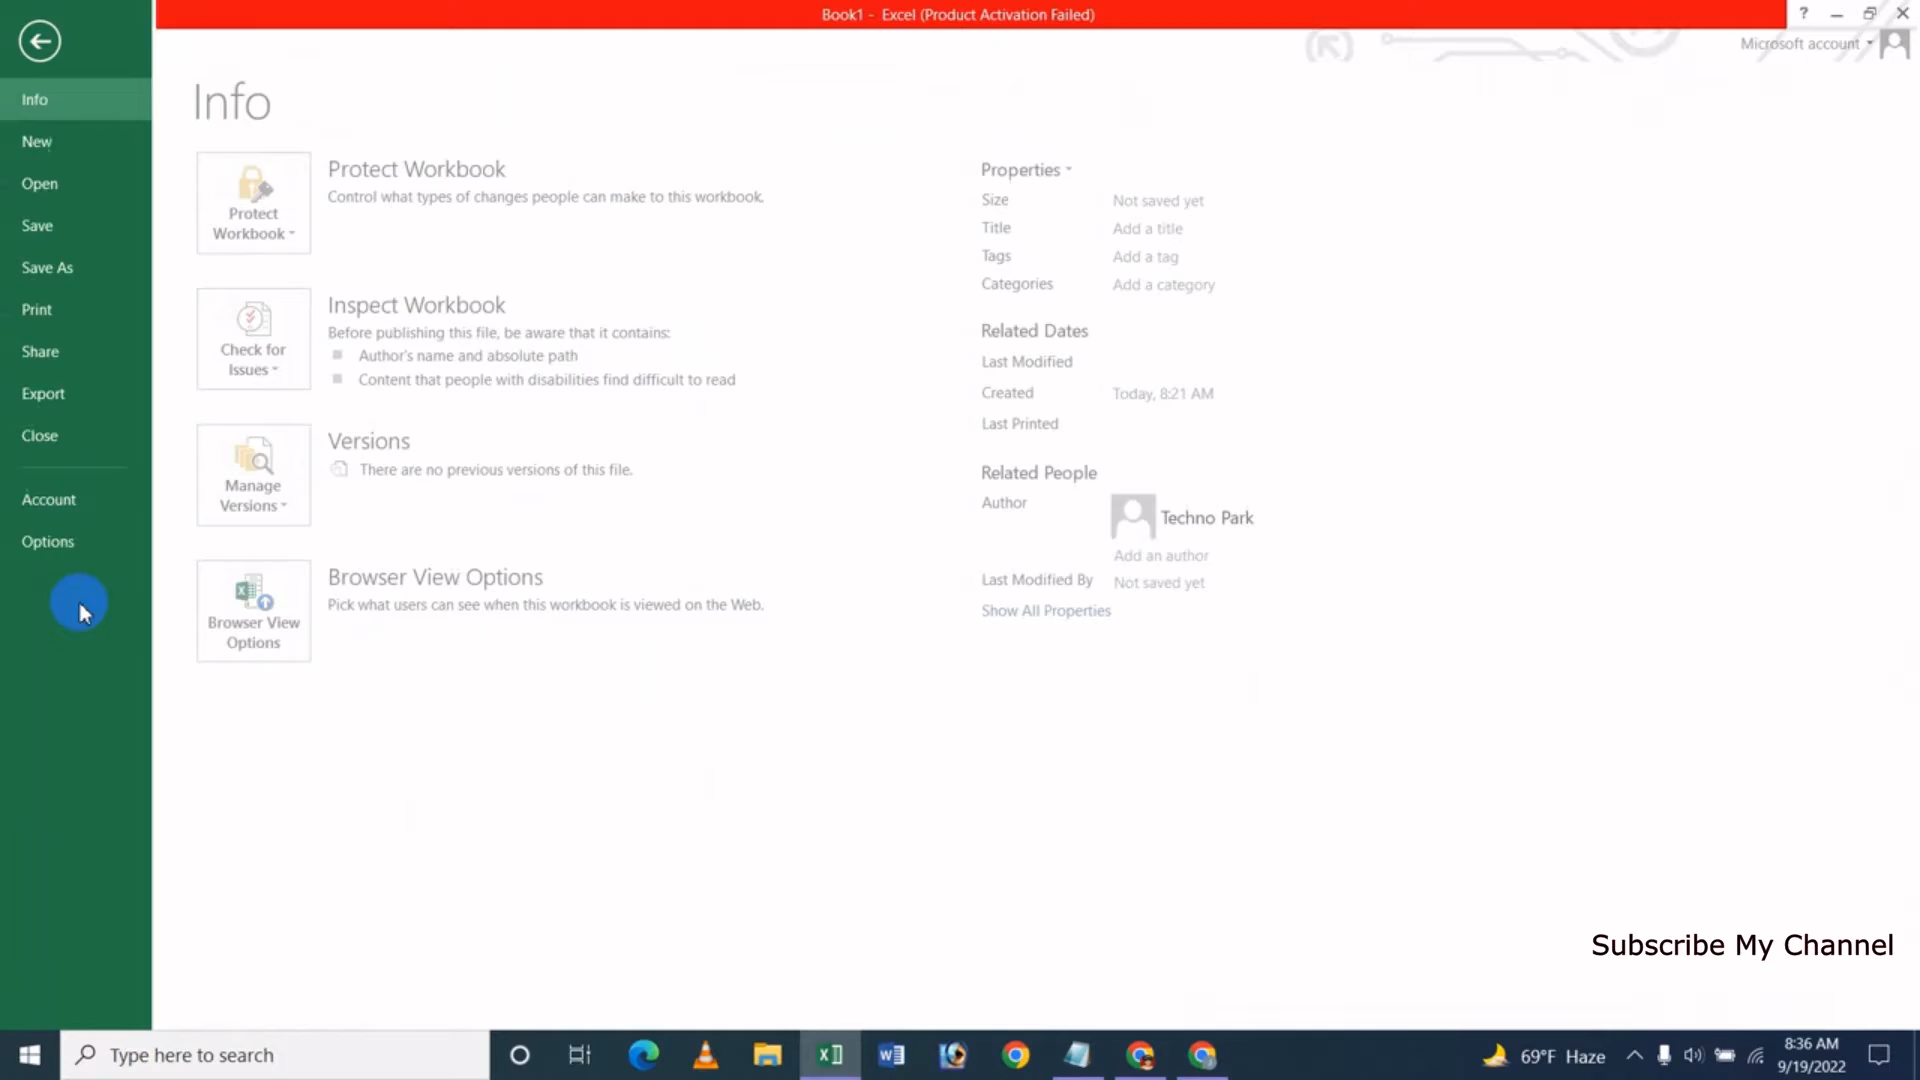 Book1 - Excel (Product Activation Failed)
?
Microsoft account
Info
New
Open
Save
Save As
Print
Share
Export
Close
Account
Options
Info
Protect Workbook
Protect Workbook
Control what types of changes people can make to this workbook.
Check for Issues
Inspect Workbook
Before publishing this file, be aware that it contains:
Author's name and absolute path
Content that people with disabilities find difficult to read
Manage Versions
Versions
There are no previous versions of this file.
Browser View Options
Browser View Options
Pick what users can see when this workbook is viewed on the Web.
Properties
Size Not saved yet
Title Add a title
Tags Add a tag
Categories Add a category
Related Dates
Last Modified
Created Today, 8:21 AM
Last Printed
Related People
Author Techno Park
Add an author
Last Modified By Not saved yet
Show All Properties
Subscribe My Channel
Type here to search
69°F Haze
8:36 AM
9/19/2022